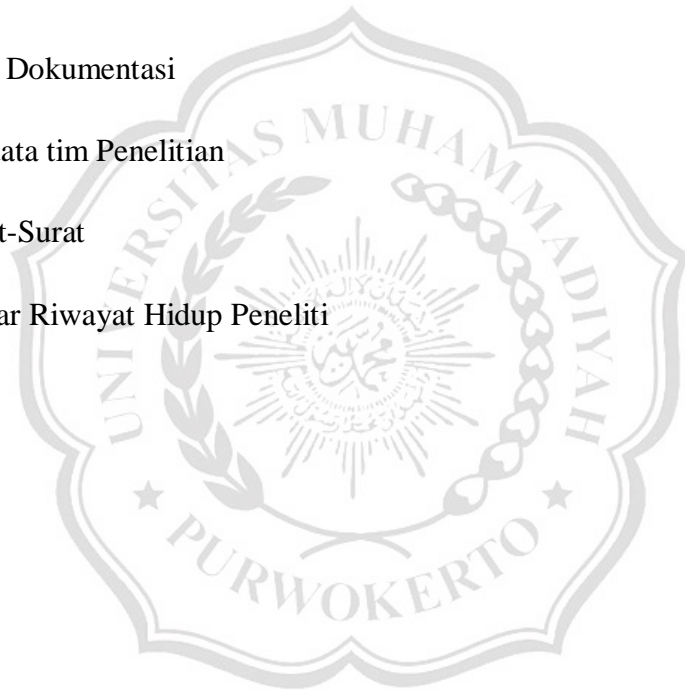 Dokumentasi
ata tim Penelitian
t-Surat
ar Riwayat Hidup Peneliti
UNIVERSITAS MUHAMMADIYAH
PURWOKERTO